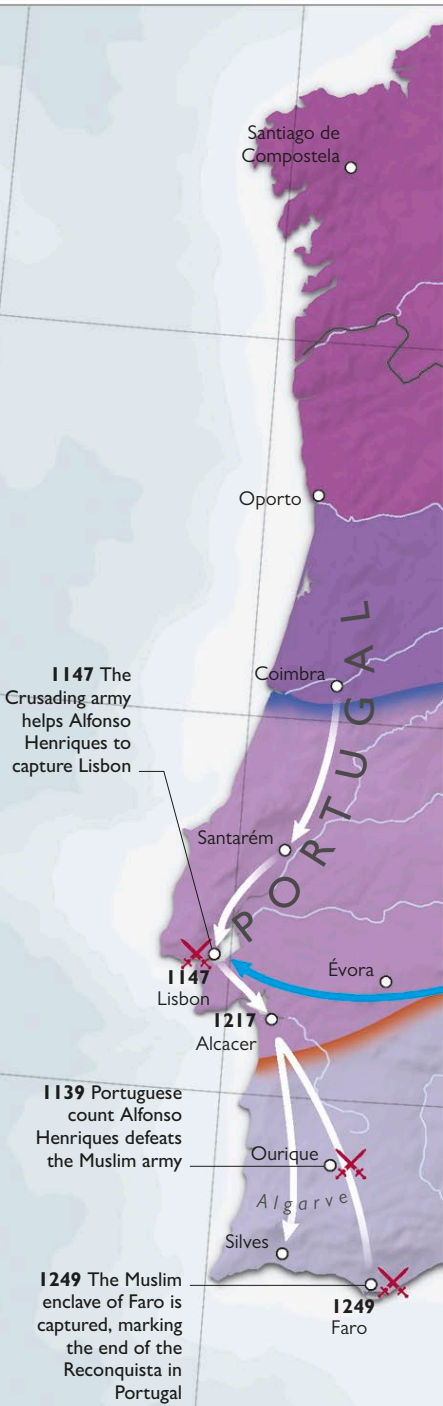 Santiago de
Compostela
Oporto
PORTUGAL
1147 The
Crusading army
helps Alfonso
Henriques to
capture Lisbon
Coimbra
Santarém
1147
Lisbon
Évora
1217
Alcacer
1139 Portuguese
count Alfonso
Henriques defeats
the Muslim army
Ourique
Algarve
Silves
1249 The Muslim
enclave of Faro is
captured, marking
the end of the
Reconquista in
Portugal
1249
Faro